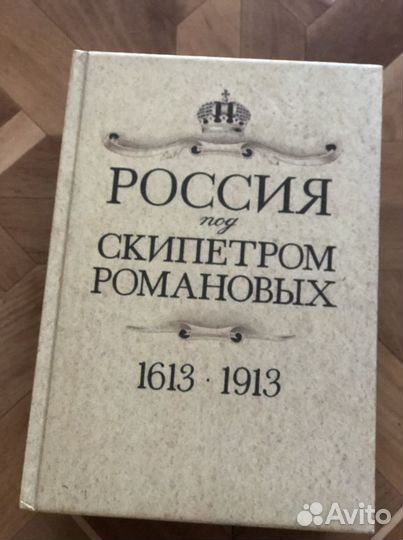 РОССИЯ
под
СКИПЕТРОМ
РОМАНОВЫХ
1613 · 1913
Avito